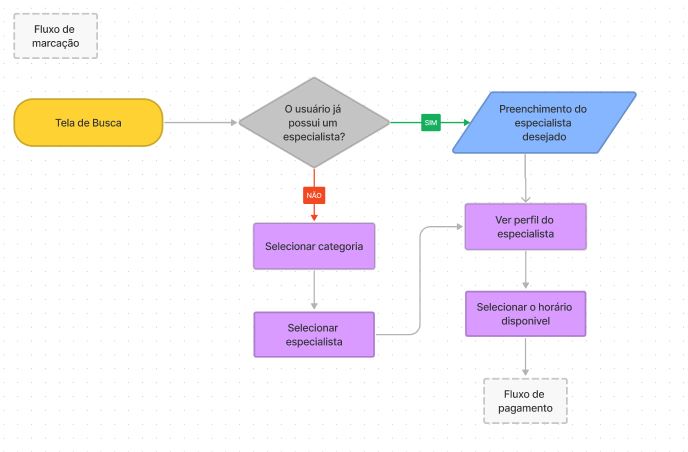 Fluxo de
marcação
Tela de Busca
O usuário já
possui um
especialista?
SIM
Preenchimento do
especialista
desejado
NÃO
Selecionar categoria
Ver perfil do
especialista
Selecionar
especialista
Selecionar o horário
disponivel
Fluxo de
pagamento